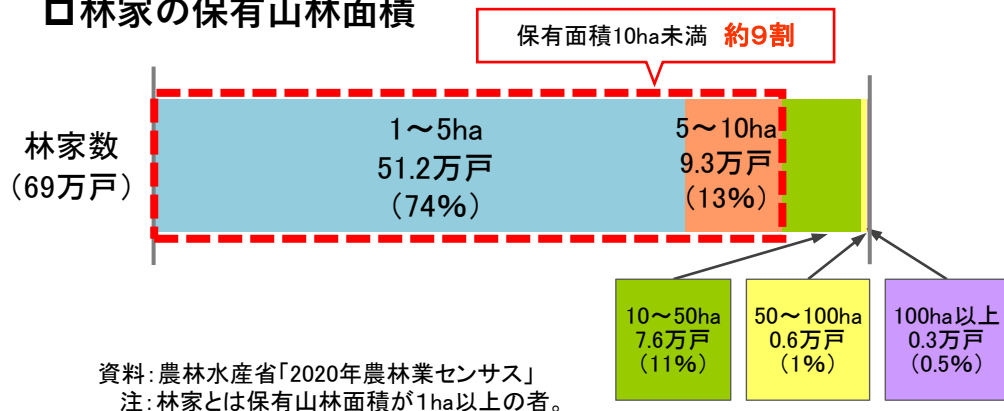 口林家の保有山林面積
保有面積10ha未満 約9割
林家数
(69万戸)
1～5ha
51.2万戸
(74%)
5～10ha
9.3万戸
(13%)
10～50ha
7.6万戸
(11%)
50～100ha
0.6万戸
(1%)
100ha以上
0.3万戸
(0.5%)
資料:農林水産省「2020年農林業センサス」
注:林家とは保有山林面積が1ha以上の者。